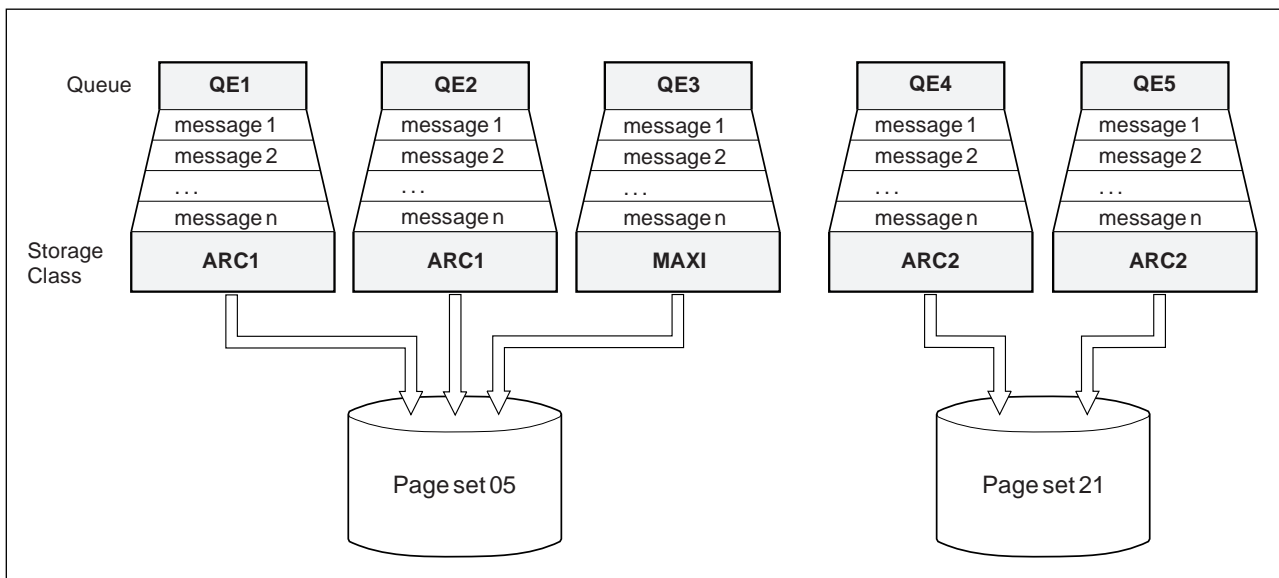 Queue
QE1
QE2
QE3
QE4
QE5
message 1
message 1
message 1
message 1
message 1
message 2
message 2
message 2
message 2
message 2
...
...
...
...
...
message n
message n
message n
message n
message n
Storage
Class
ARC1
ARC1
MAXI
ARC2
ARC2
Page set 05
Page set 21